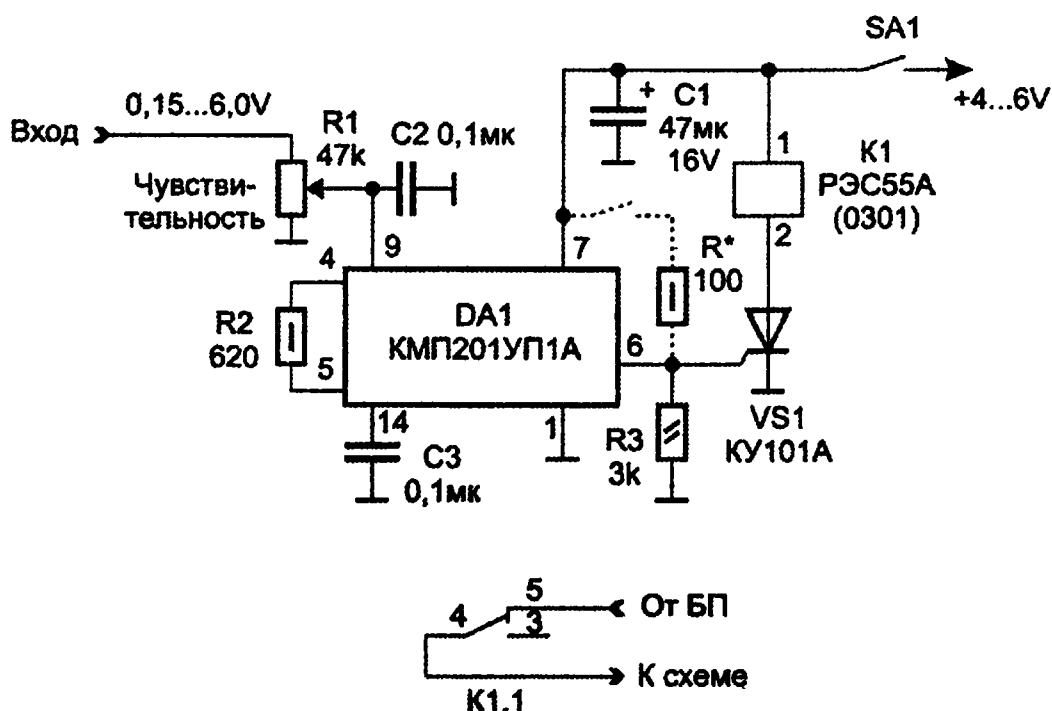 SA1
+4...6V
0,15...6,0V
Вход
R1
47k
C2 0,1мк
+ C1
47мк
16V
1
K1
РЭС55А
(0301)
2
Чувстви-
тельность
9
7
R*
100
4
R2
620
5
DA1
КМП201УП1А
6
14
1
C3
0,1мк
R3
3k
VS1
КУ101А
5
От БП
4
3
К схеме
K1.1